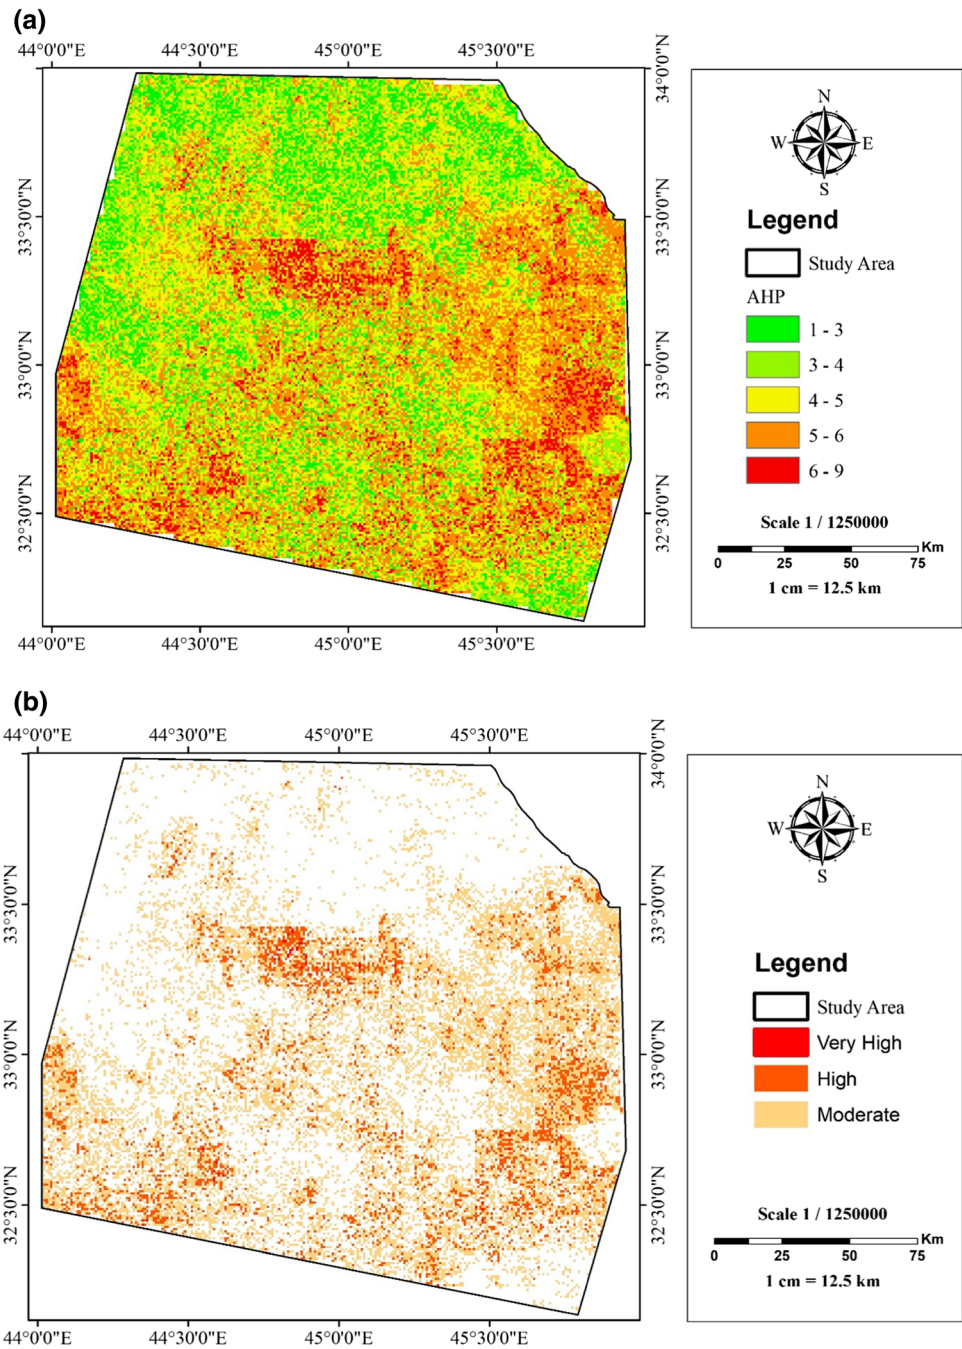 (a)
44°0'0"E 44°30'0"E 45°0'0"E 45°30'0"E
34°0'0"N
33°30'0"N 33°30'0"N
33°0'0"N 33°0'0"N
32°30'0"N 32°30'0"N
44°0'0"E 44°30'0"E 45°0'0"E 45°30'0"E
N
W E
S
Legend
Study Area
AHP
1 - 3
3 - 4
4 - 5
5 - 6
6 - 9
Scale 1 / 1250000
Km
0 25 50 75
1 cm = 12.5 km
(b)
44°0'0"E 44°30'0"E 45°0'0"E 45°30'0"E
34°0'0"N
33°30'0"N 33°30'0"N
33°0'0"N 33°0'0"N
32°30'0"N 32°30'0"N
44°0'0"E 44°30'0"E 45°0'0"E 45°30'0"E
N
W E
S
Legend
Study Area
Very High
High
Moderate
Scale 1 / 1250000
Km
0 25 50 75
1 cm = 12.5 km